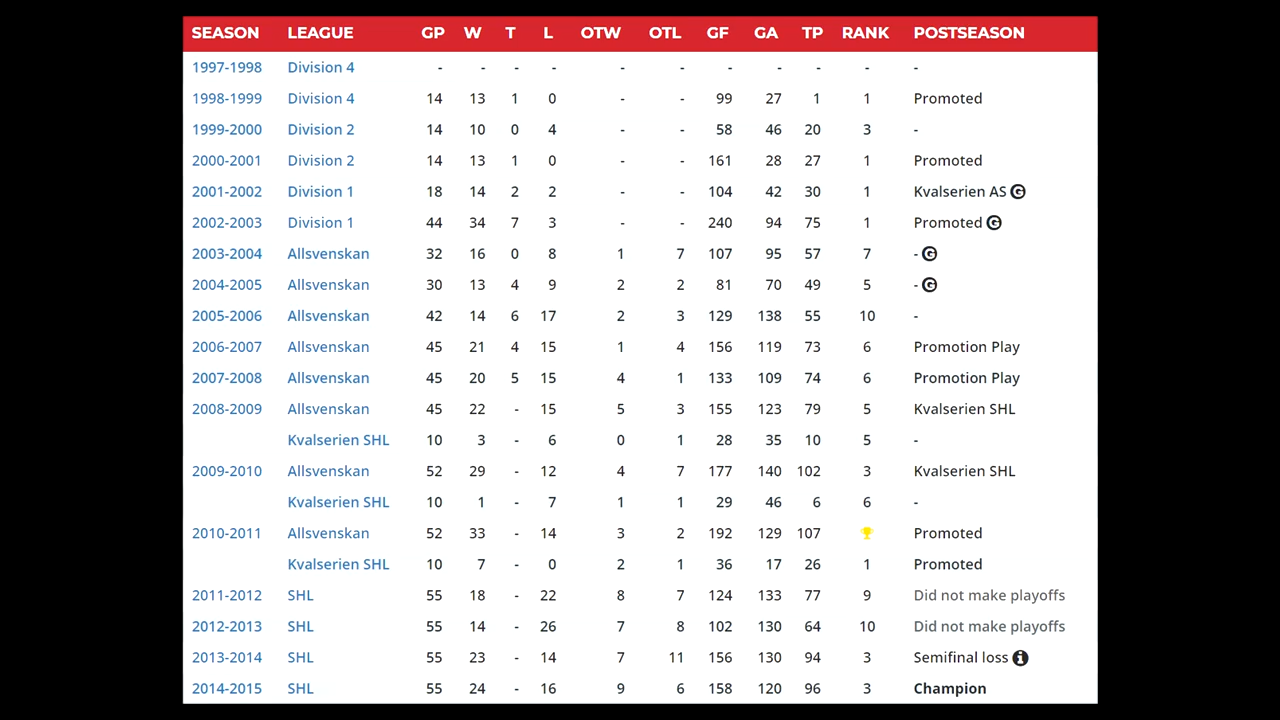 SEASON LEAGUE GP W T L OTW OTL GF GA TP RANK POSTSEASON
1997-1998 Division 4 - - - - - - - - - - -
1998-1999 Division 4 14 13 1 0 - - 99 27 1 1 Promoted
1999-2000 Division 2 14 10 0 4 - - 58 46 20 3 -
2000-2001 Division 2 14 13 1 0 - - 161 28 27 1 Promoted
2001-2002 Division 1 18 14 2 2 - - 104 42 30 1 Kvalserien AS G
2002-2003 Division 1 44 34 7 3 - - 240 94 75 1 Promoted G
2003-2004 Allsvenskan 32 16 0 8 1 7 107 95 57 7 - G
2004-2005 Allsvenskan 30 13 4 9 2 2 81 70 49 5 - G
2005-2006 Allsvenskan 42 14 6 17 2 3 129 138 55 10 -
2006-2007 Allsvenskan 45 21 4 15 1 4 156 119 73 6 Promotion Play
2007-2008 Allsvenskan 45 20 5 15 4 1 133 109 74 6 Promotion Play
2008-2009 Allsvenskan 45 22 - 15 5 3 155 123 79 5 Kvalserien SHL
Kvalserien SHL 10 3 - 6 0 1 28 35 10 5 -
2009-2010 Allsvenskan 52 29 - 12 4 7 177 140 102 3 Kvalserien SHL
Kvalserien SHL 10 1 - 7 1 1 29 46 6 6 -
2010-2011 Allsvenskan 52 33 - 14 3 2 192 129 107 Promoted
Kvalserien SHL 10 7 - 0 2 1 36 17 26 1 Promoted
2011-2012 SHL 55 18 - 22 8 7 124 133 77 9 Did not make playoffs
2012-2013 SHL 55 14 - 26 7 8 102 130 64 10 Did not make playoffs
2013-2014 SHL 55 23 - 14 7 11 156 130 94 3 Semifinal loss i
2014-2015 SHL 55 24 - 16 9 6 158 120 96 3 Champion